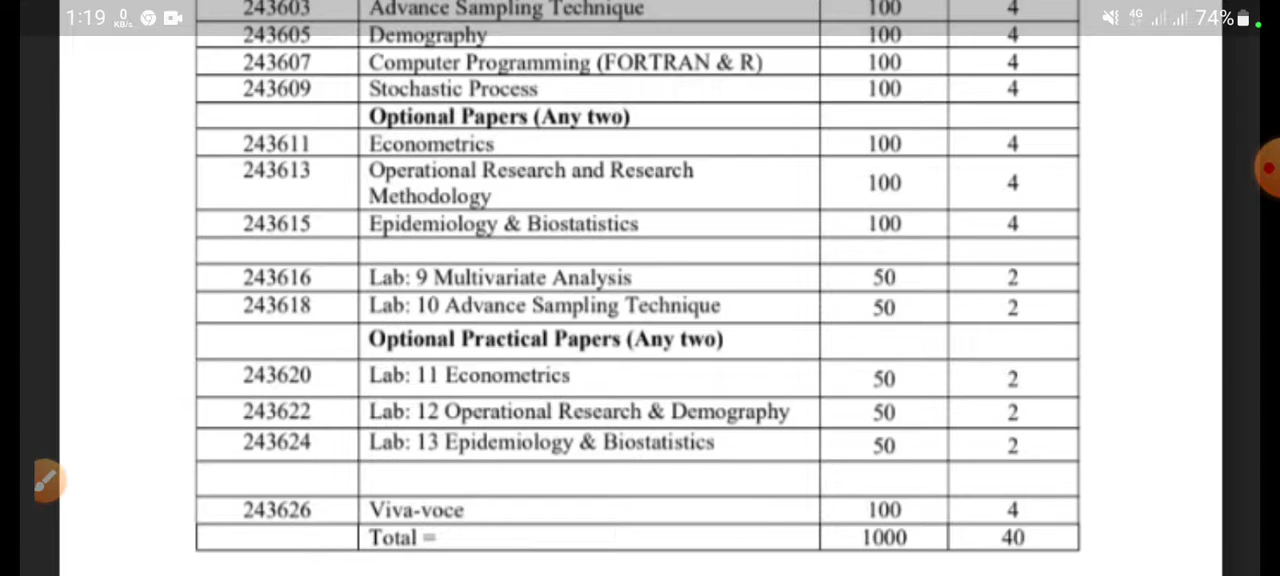 1:19 0 KB/s 4G 74%
243603 Advance Sampling Technique 100 4
243605 Demography 100 4
243607 Computer Programming (FORTRAN & R) 100 4
243609 Stochastic Process 100 4
Optional Papers (Any two)
243611 Econometrics 100 4
243613 Operational Research and Research
Methodology 100 4
243615 Epidemiology & Biostatistics 100 4
243616 Lab: 9 Multivariate Analysis 50 2
243618 Lab: 10 Advance Sampling Technique 50 2
Optional Practical Papers (Any two)
243620 Lab: 11 Econometrics 50 2
243622 Lab: 12 Operational Research & Demography 50 2
243624 Lab: 13 Epidemiology & Biostatistics 50 2
243626 Viva-voce 100 4
Total = 1000 40